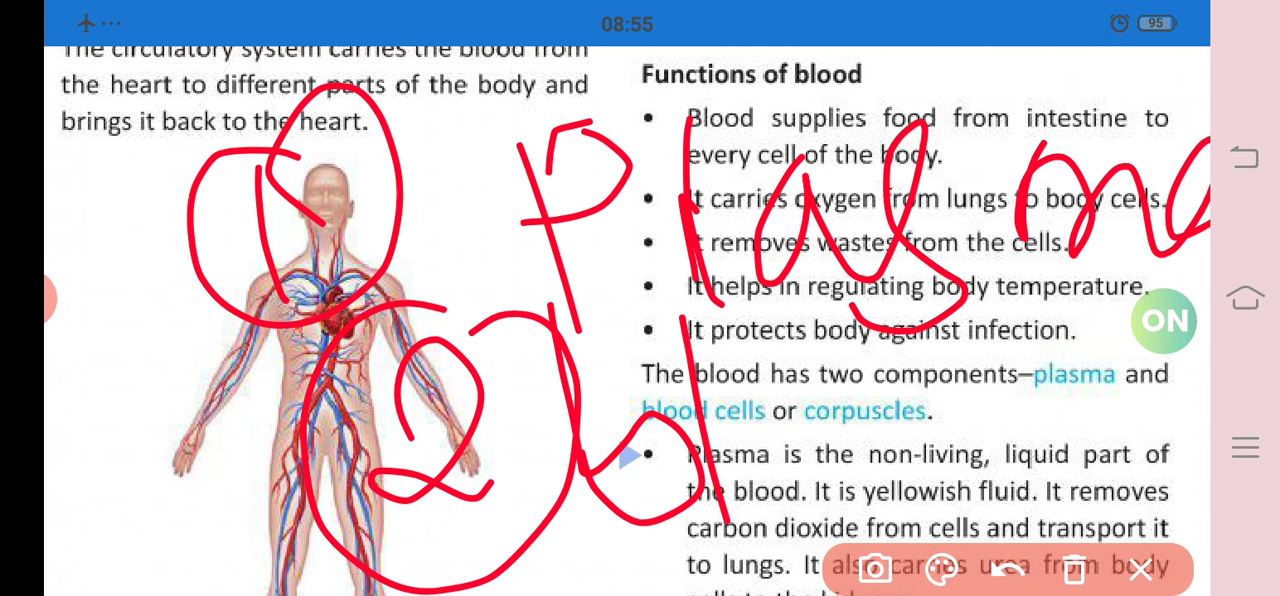 08:55
95
The circulatory system carries the blood from
the heart to different parts of the body and
brings it back to the heart.
Functions of blood
• Blood supplies food from intestine to
every cell of the body.
• It carries oxygen from lungs to body cells.
• It removes wastes from the cells.
• It helps in regulating body temperature.
• It protects body against infection.
The blood has two components–plasma and
blood cells or corpuscles.
• Plasma is the non-living, liquid part of
the blood. It is yellowish fluid. It removes
carbon dioxide from cells and transport it
to lungs. It also carries urea from body
1 Plasma
2 bl
ON